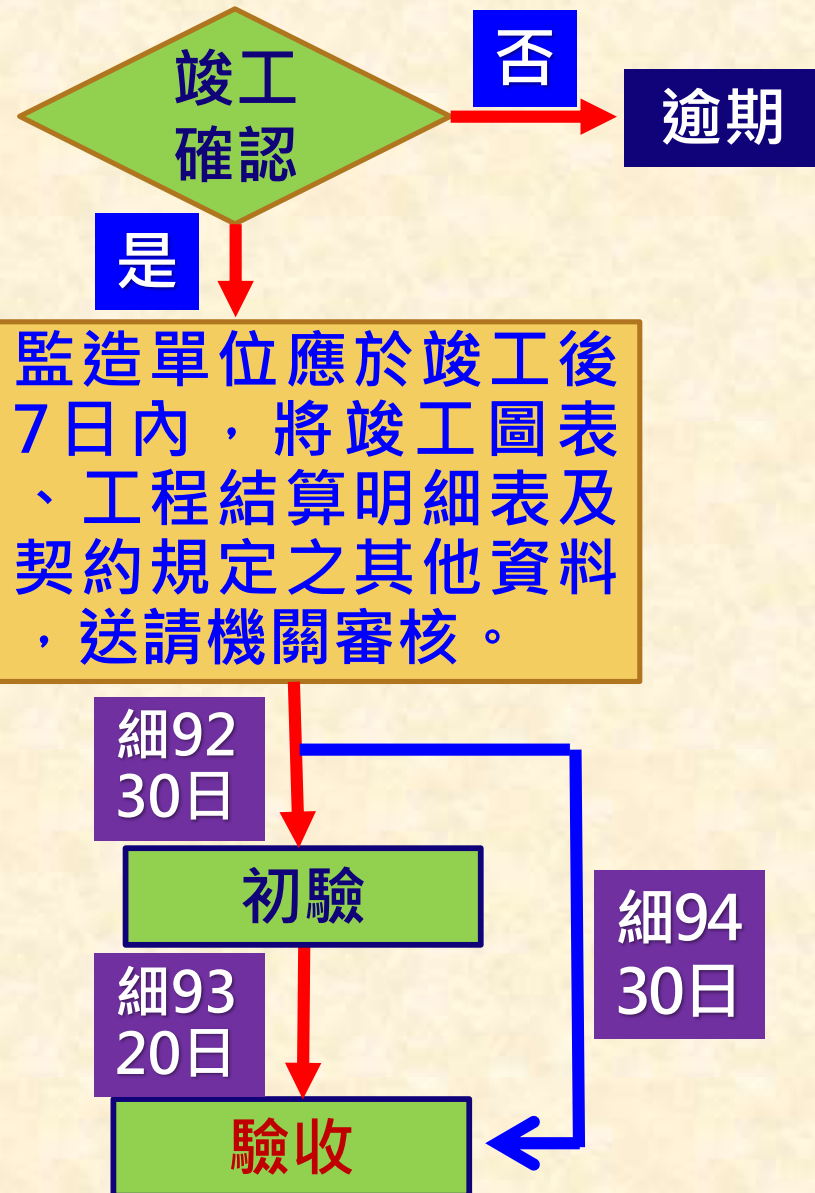 竣工
確認
否
逾期
是
監造單位應於竣工後
7日內，將竣工圖表
、工程結算明細表及
契約規定之其他資料
，送請機關審核。
細92
30日
初驗
細94
30日
細93
20日
驗收